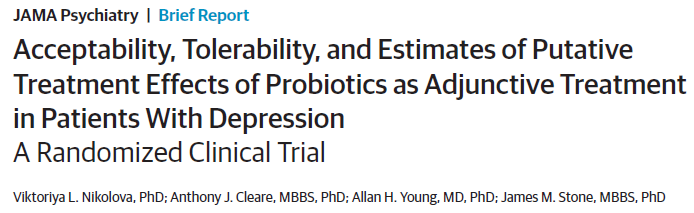 JAMA Psychiatry | Brief Report
Acceptability, Tolerability, and Estimates of Putative
Treatment Effects of Probiotics as Adjunctive Treatment
in Patients With Depression
A Randomized Clinical Trial
Viktoriya L. Nikolova, PhD; Anthony J. Cleare, MBBS, PhD; Allan H. Young, MD, PhD; James M. Stone, MBBS, PhD